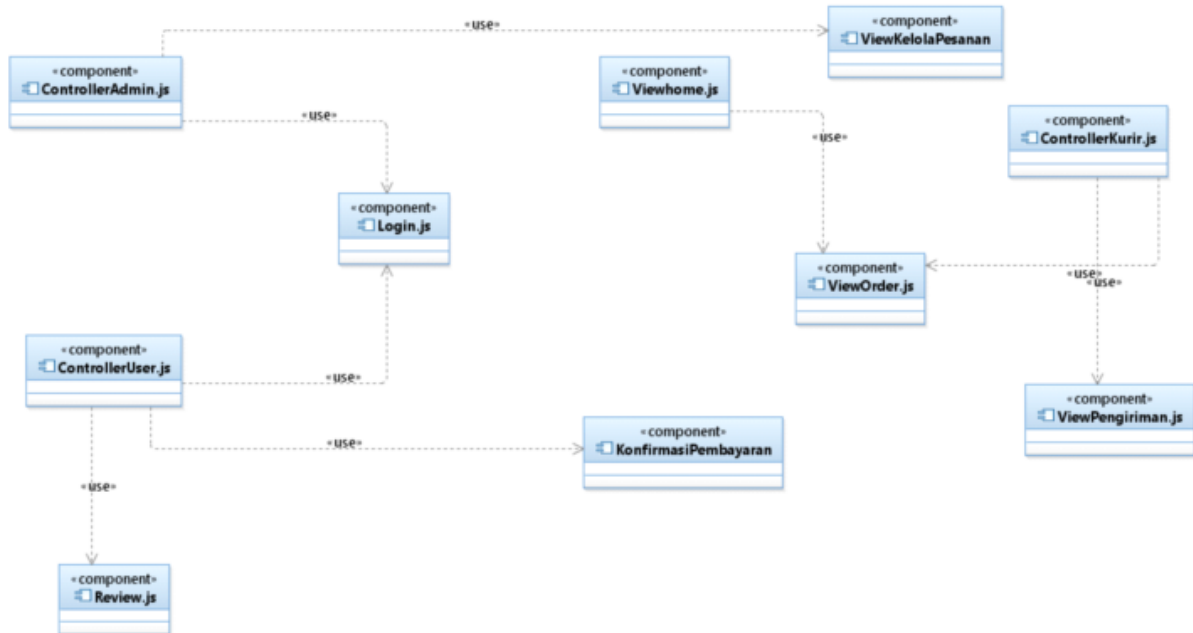 «use»
«component»
ViewKelolaPesanan
«component»
ControllerAdmin.js
«component»
Viewhome.js
«use»
«component»
ControllerKurir.js
«use»
«component»
Login.js
«component»
ViewOrder.js
«use»
«use»
«component»
ControllerUser.js
«use»
«component»
ViewPengiriman.js
«component»
KonfirmasiPembayaran
«use»
«use»
«component»
Review.js